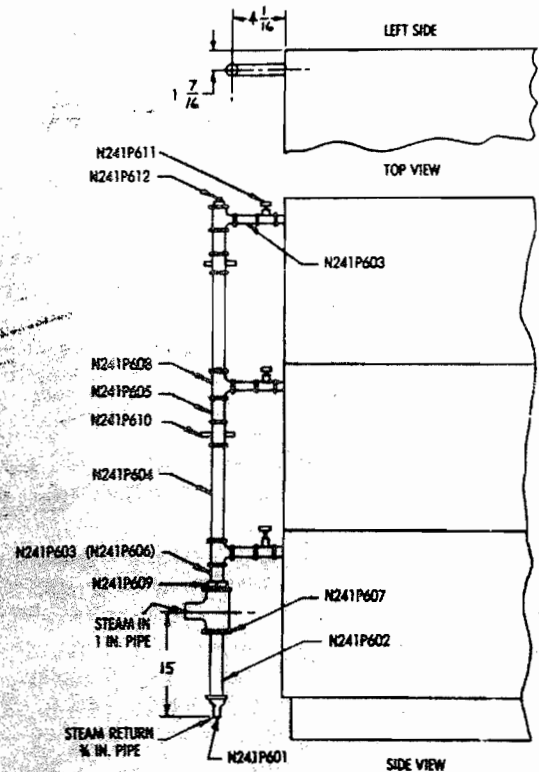 4 1/16
LEFT SIDE
1 7/16
TOP VIEW
N241P611
N241P612
N241P603
N241P608
N241P605
N241P610
N241P604
N241P603 (N241P606)
N241P609
N241P607
STEAM IN
1 IN. PIPE
N241P602
15
STEAM RETURN
¾ IN. PIPE
N241P601
SIDE VIEW